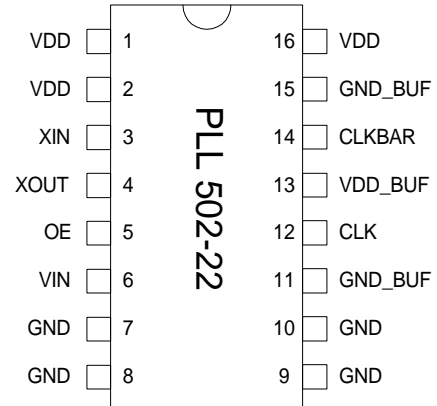 VDD 1 16 VDD
VDD 2 15 GND_BUF
XIN 3 14 CLKBAR
XOUT 4 13 VDD_BUF
OE 5 12 CLK
VIN 6 11 GND_BUF
GND 7 10 GND
GND 8 9 GND
PLL 502-22